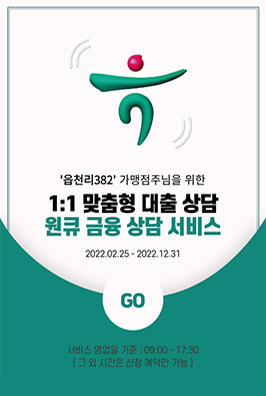 '읍천리382' 가맹점주님을 위한
1:1 맞춤형 대출 상담
원큐 금융 상담 서비스
2022.02.25 - 2022.12.31
GO
서비스 영업일 기준 : 09:00 - 17:30
( 그 외 시간은 신청 예약만 가능 )